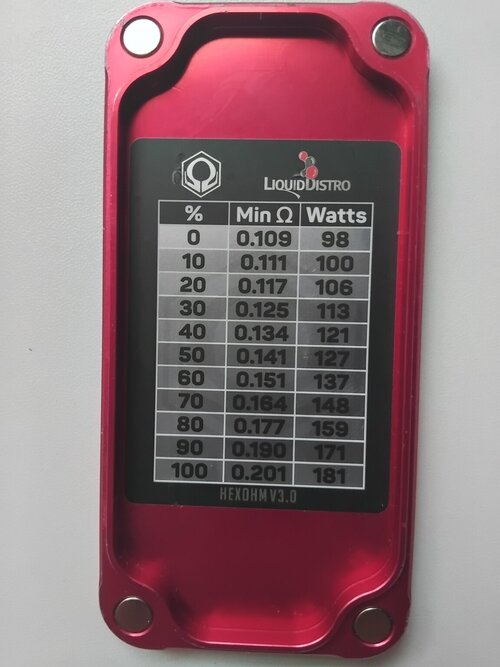 LIQUIDDISTRO
% Min Ω Watts
0 0.109 98
10 0.111 100
20 0.117 106
30 0.125 113
40 0.134 121
50 0.141 127
60 0.151 137
70 0.164 148
80 0.177 159
90 0.190 171
100 0.201 181
HEXOHM V3.0